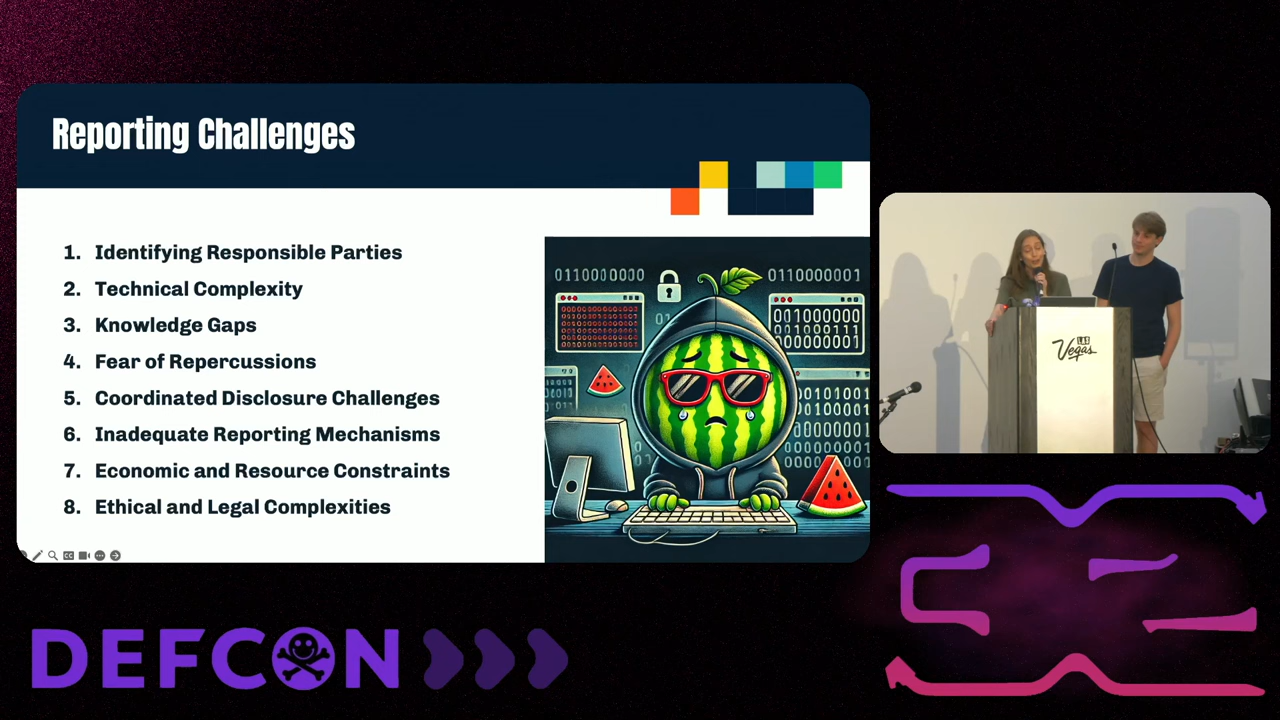 Reporting Challenges
1. Identifying Responsible Parties
2. Technical Complexity
3. Knowledge Gaps
4. Fear of Repercussions
5. Coordinated Disclosure Challenges
6. Inadequate Reporting Mechanisms
7. Economic and Resource Constraints
8. Ethical and Legal Complexities
0110000000
0110000001
001000000
001000111
LAS
Vegas
DEFCON